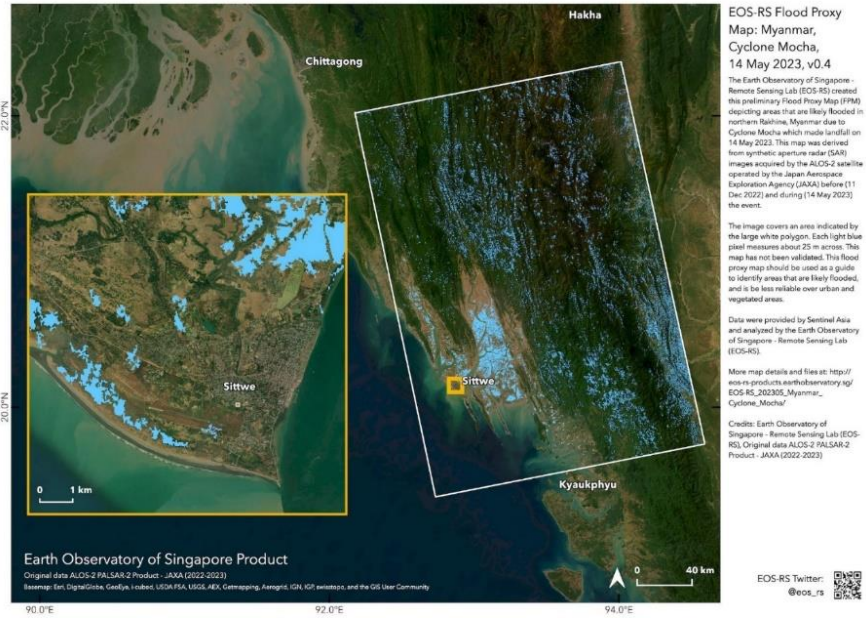 EOS-RS Flood Proxy
Map: Myanmar,
Cyclone Mocha,
14 May 2023, v0.4
The Earth Observatory of Singapore -
Remote Sensing Lab (EOS-RS) created
this preliminary Flood Proxy Map (FPM)
depicting areas that are likely flooded in
northern Rakhine, Myanmar due to
Cyclone Mocha which made landfall on
14 May 2023. This map was derived
from synthetic aperture radar (SAR)
images acquired by the ALOS-2 satellite
operated by the Japan Aerospace
Exploration Agency (JAXA) before (11
Dec 2022) and during (14 May 2023)
the event.
The image covers an area indicated by
the large white polygon. Each light blue
pixel measures about 25 m across. This
map has not been validated. This flood
proxy map should be used as a guide
to identify areas that are likely flooded,
and is be less reliable over urban and
vegetated areas.
Data were provided by Sentinel Asia
and analyzed by the Earth Observatory
of Singapore - Remote Sensing Lab
(EOS-RS).
More map details and files at: http://
eos-rs-products.earthobservatory.sg/
EOS-RS_202305_Myanmar_
Cyclone_Mocha/
Credits: Earth Observatory of
Singapore - Remote Sensing Lab (EOS-
RS), Original data ALOS-2 PALSAR-2
Product - JAXA (2022-2023)
EOS-RS Twitter:
@eos_rs
Hakha
Chittagong
22.0°N
Sittwe
Sittwe
20.0°N
0 1 km
Kyaukphyu
Earth Observatory of Singapore Product
Original data ALOS-2 PALSAR-2 Product - JAXA (2022-2023)
Basemap: Esri, DigitalGlobe, GeoEye, i-cubed, USDA FSA, USGS, AEX, Getmapping, Aerogrid, IGN, IGP, swisstopo, and the GIS User Community
0 40 km
90.0°E 92.0°E 94.0°E